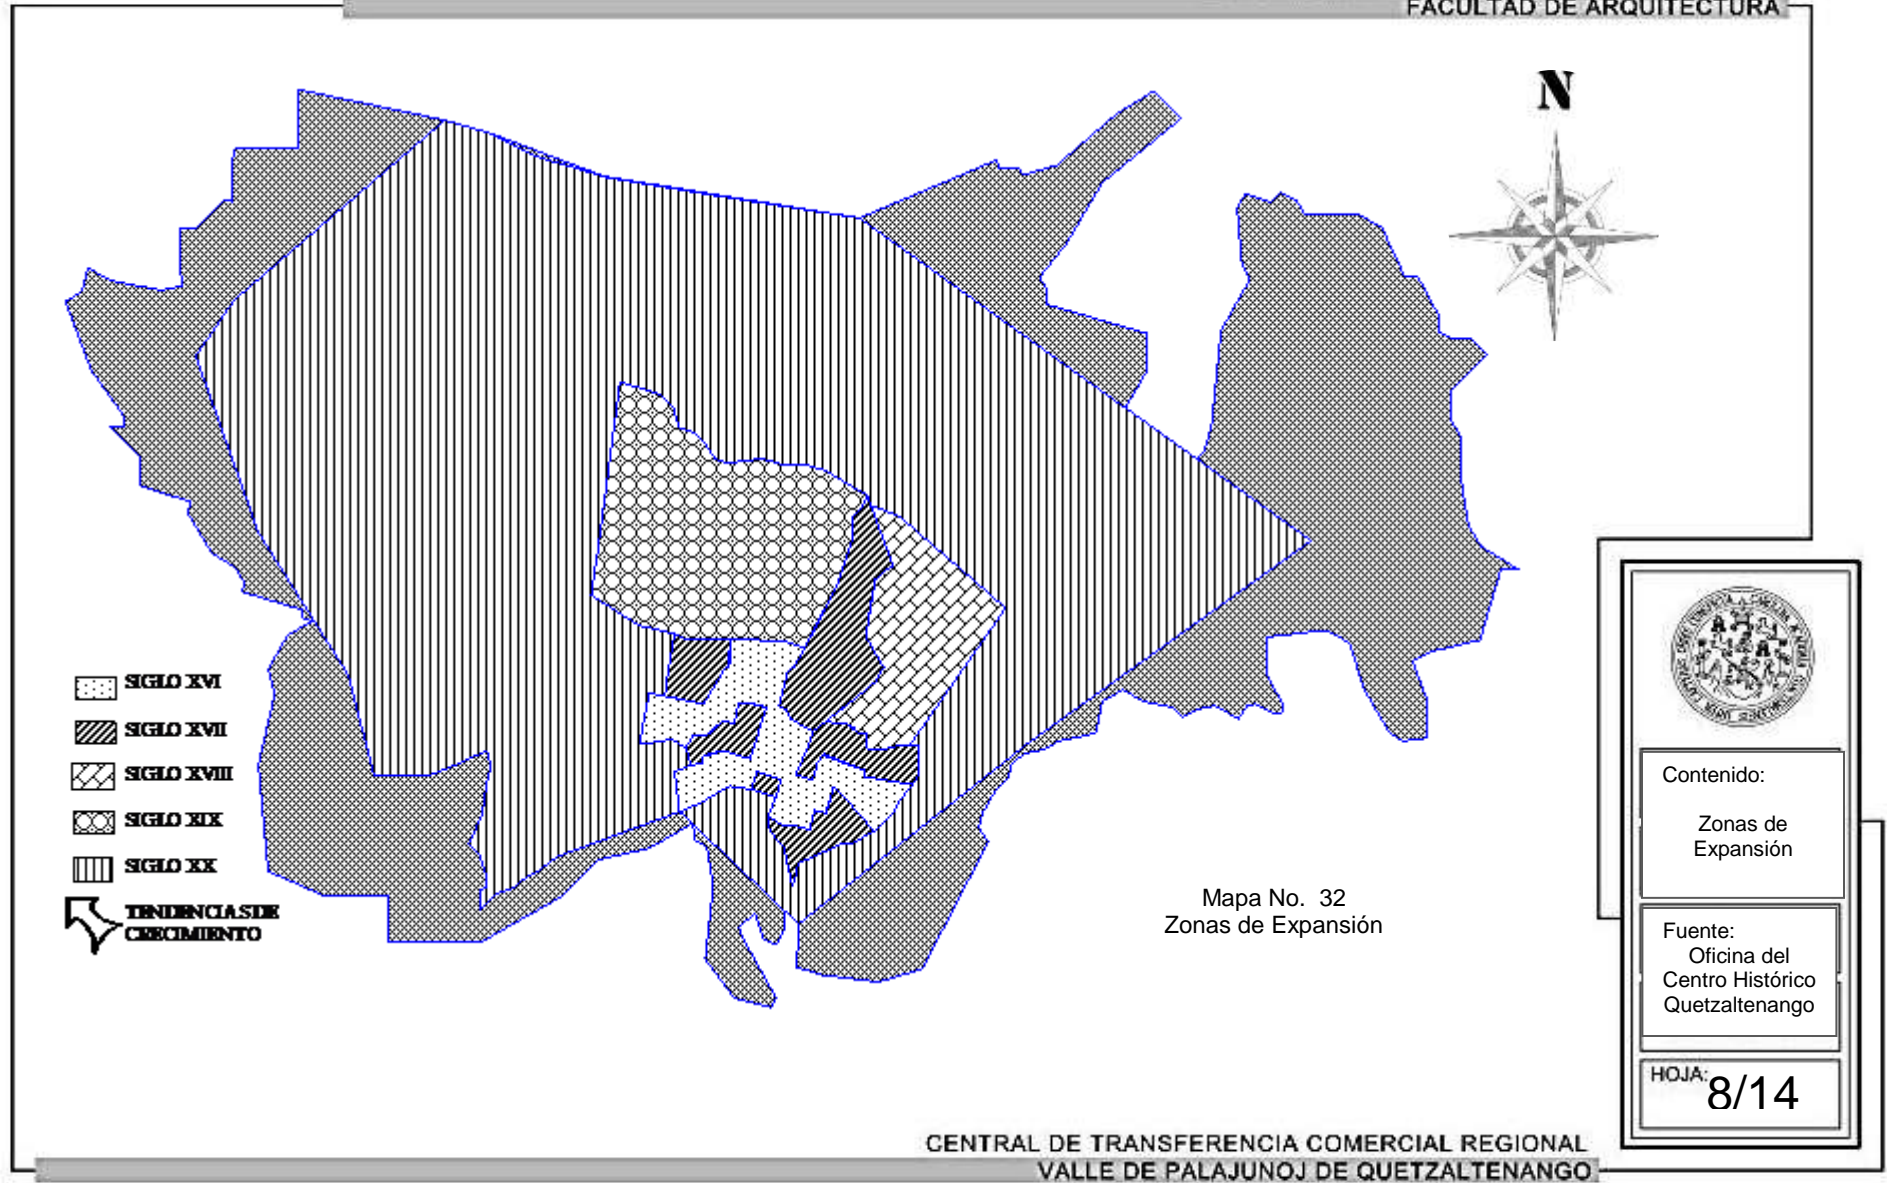 FACULTAD DE ARQUITECTURA
N
SIGLO XVI
SIGLO XVII
SIGLO XVIII
SIGLO XIX
SIGLO XX
TENDENCIAS DE
CRECIMIENTO
Mapa No. 32
Zonas de Expansión
Contenido:
Zonas de
Expansión
Fuente:
Oficina del
Centro Histórico
Quetzaltenango
HOJA: 8/14
CENTRAL DE TRANSFERENCIA COMERCIAL REGIONAL
VALLE DE PALAJUNOJ DE QUETZALTENANGO